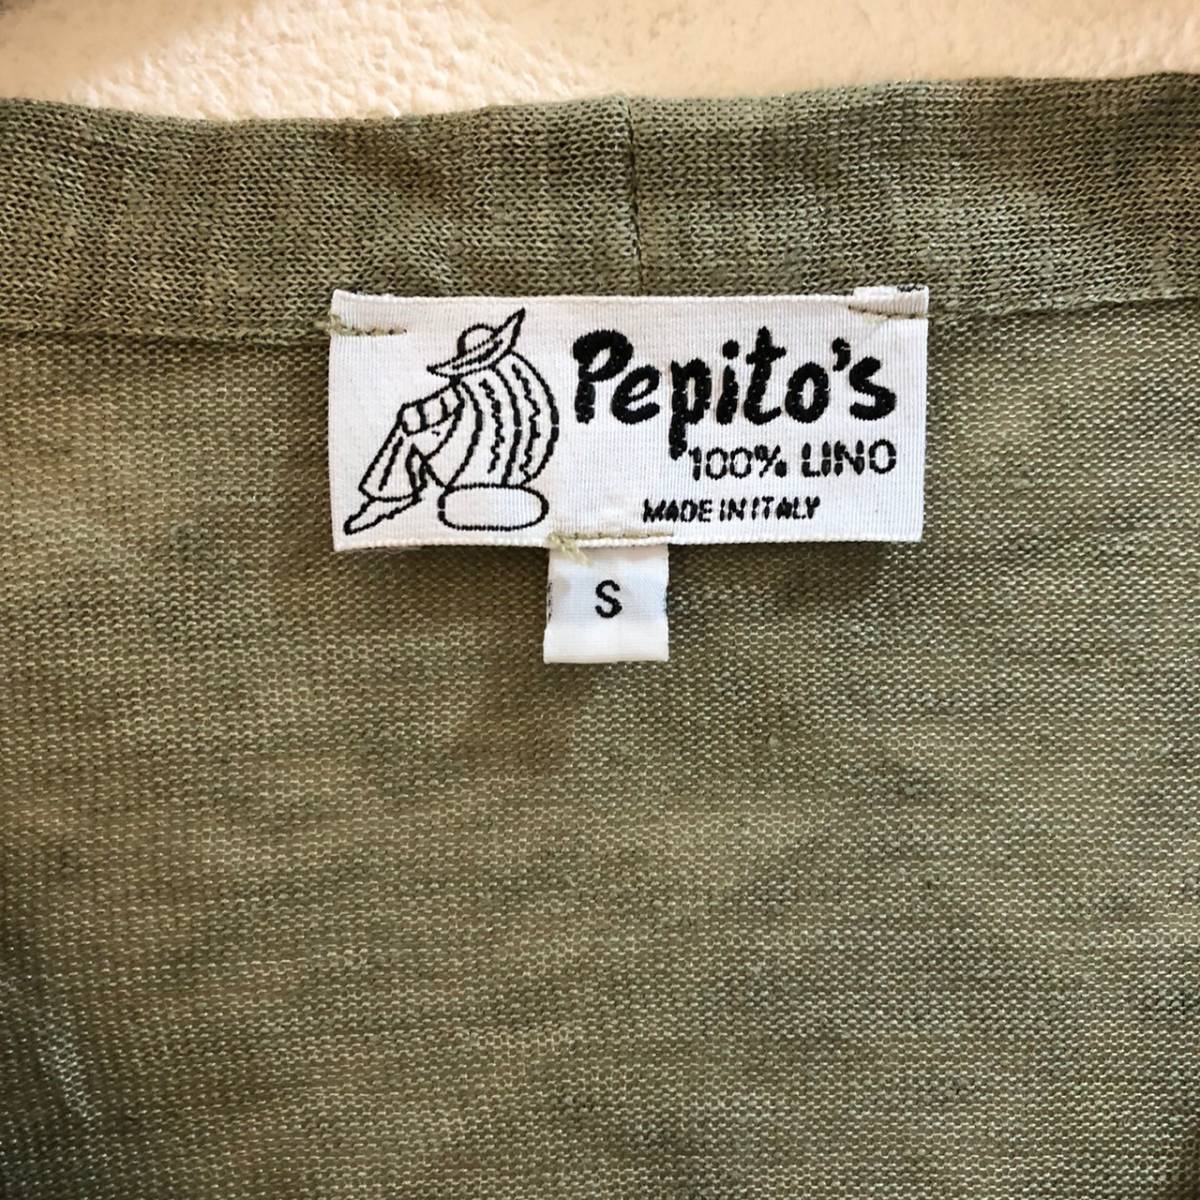 Pepito's
100% LINO
MADE IN ITALY
S